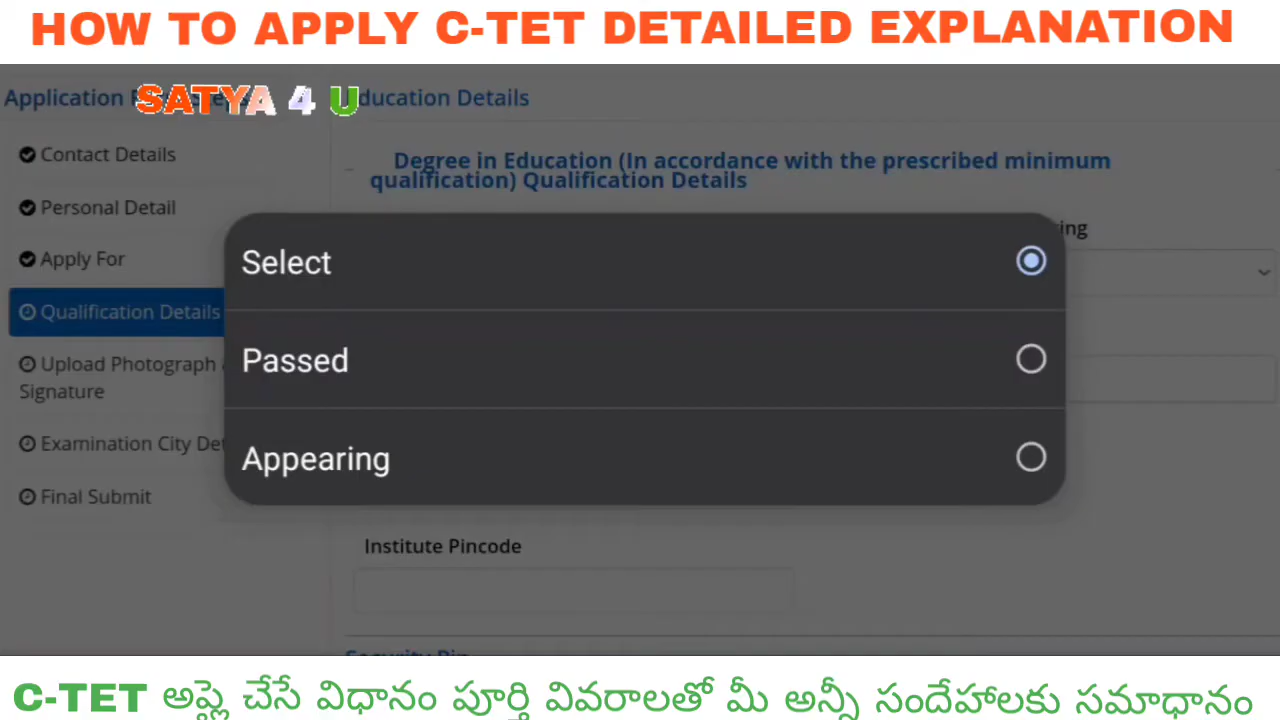 HOW TO APPLY C-TET DETAILED EXPLANATION
SATYA 4 U
Application
Education Details
Contact Details
Personal Detail
Apply For
Qualification Details
Upload Photograph
Signature
Examination City
Final Submit
Degree in Education (In accordance with the prescribed minimum
qualification) Qualification Details
Select
Passed
Appearing
Institute Pincode
Security Pin
C-TET అప్లై చేసే విధానం పూర్తి వివరాలతో మీ అన్నీ సందేహాలకు సమాధానం